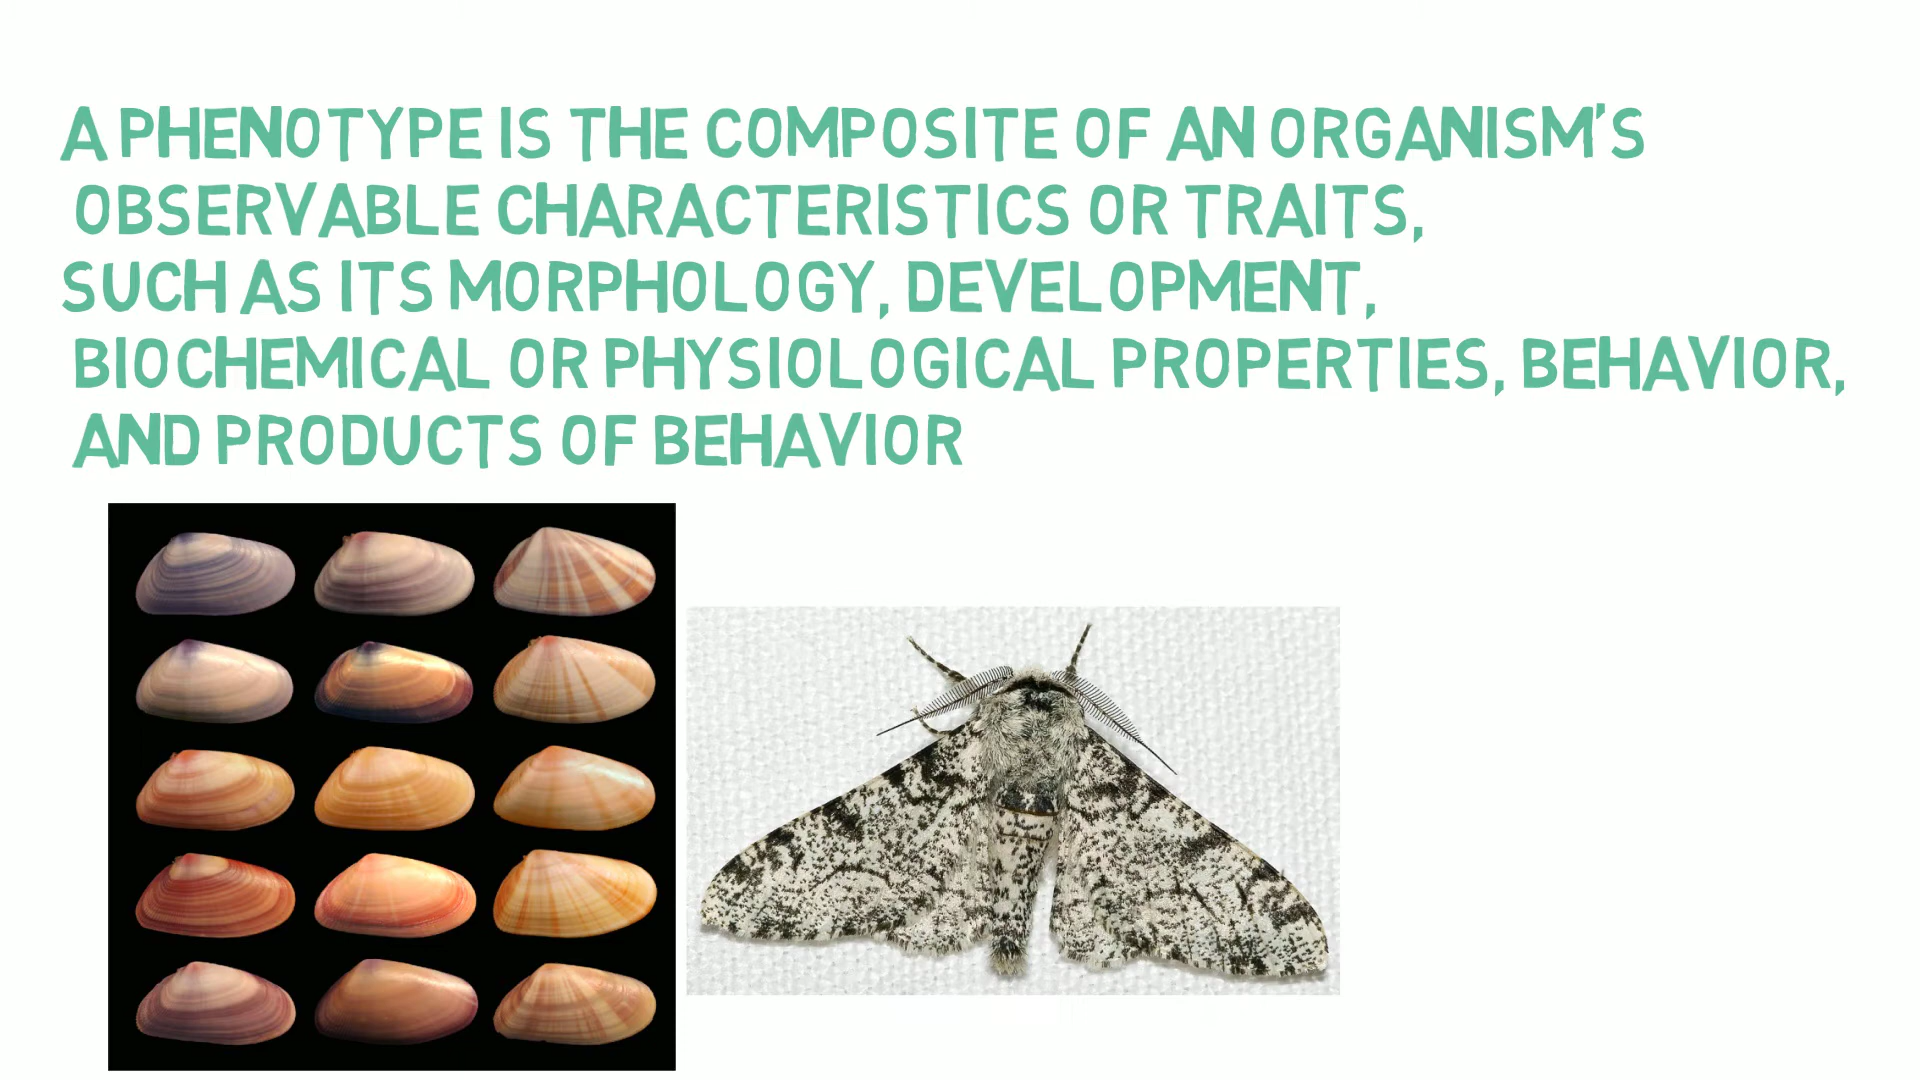 A PHENOTYPE IS THE COMPOSITE OF AN ORGANISM'S
OBSERVABLE CHARACTERISTICS OR TRAITS,
SUCH AS ITS MORPHOLOGY, DEVELOPMENT,
BIOCHEMICAL OR PHYSIOLOGICAL PROPERTIES, BEHAVIOR,
AND PRODUCTS OF BEHAVIOR